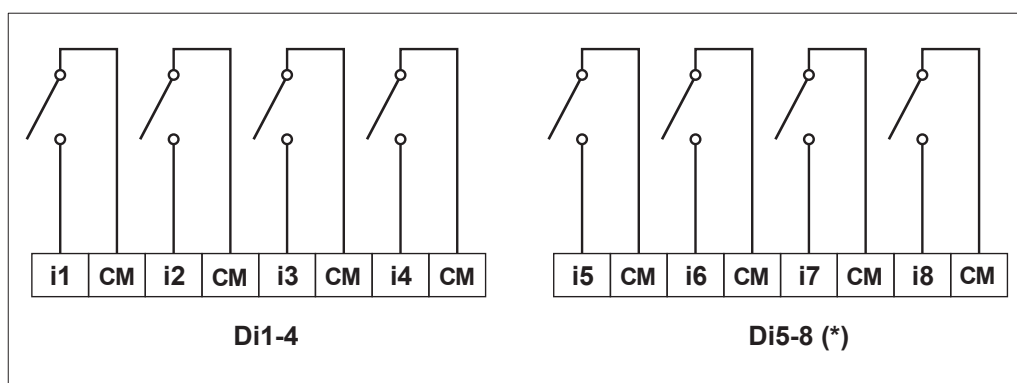 i1 CM i2 CM i3 CM i4 CM i5 CM i6 CM i7 CM i8 CM
Di1-4 Di5-8 (*)